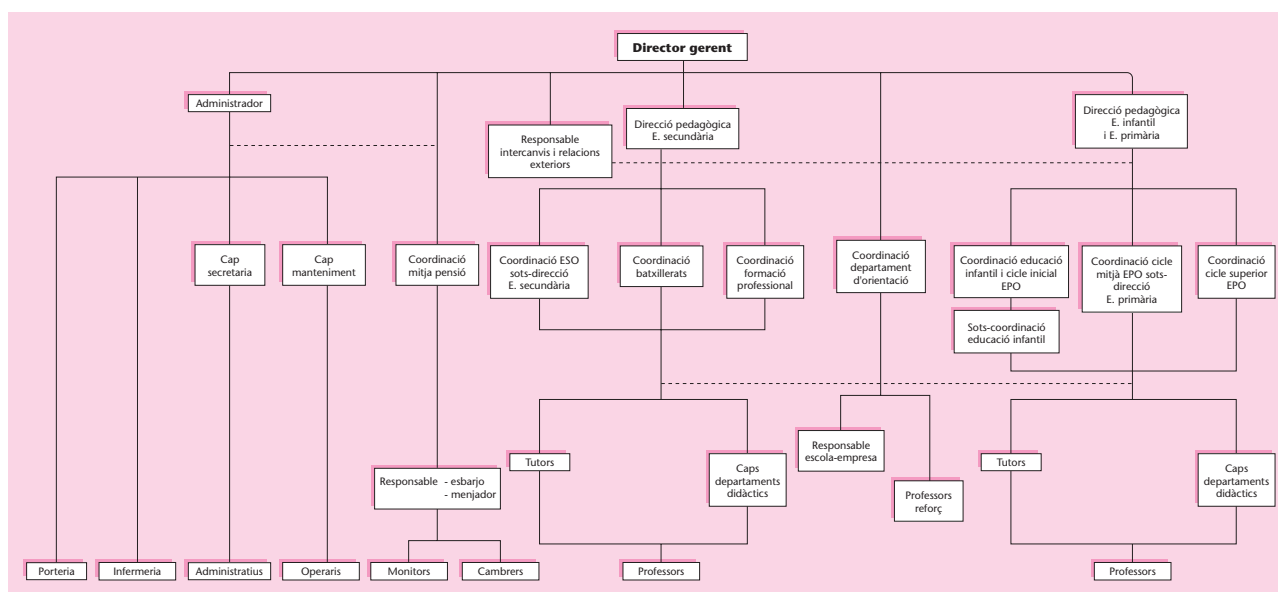 Director gerent
Administrador
Responsable
intercanvis i relacions
exteriors
Direcció pedagògica
E. secundària
Direcció pedagògica
E. infantil
i E. primària
Cap
secretaria
Cap
manteniment
Coordinació
mitja pensió
Coordinació ESO
sots-direcció
E. secundària
Coordinació
batxillerats
Coordinació
formació
professional
Coordinació
departament
d'orientació
Coordinació educació
infantil i cicle inicial
EPO
Coordinació cicle
mitjà EPO sots-
direcció
E. primària
Coordinació
cicle superior
EPO
Sots-coordinació
educació infantil
Responsable - esbarjo
- menjador
Tutors
Caps
departaments
didàctics
Responsable
escola-empresa
Professors
reforç
Tutors
Caps
departaments
didàctics
Porteria
Infermeria
Administratius
Operaris
Monitors
Cambrers
Professors
Professors